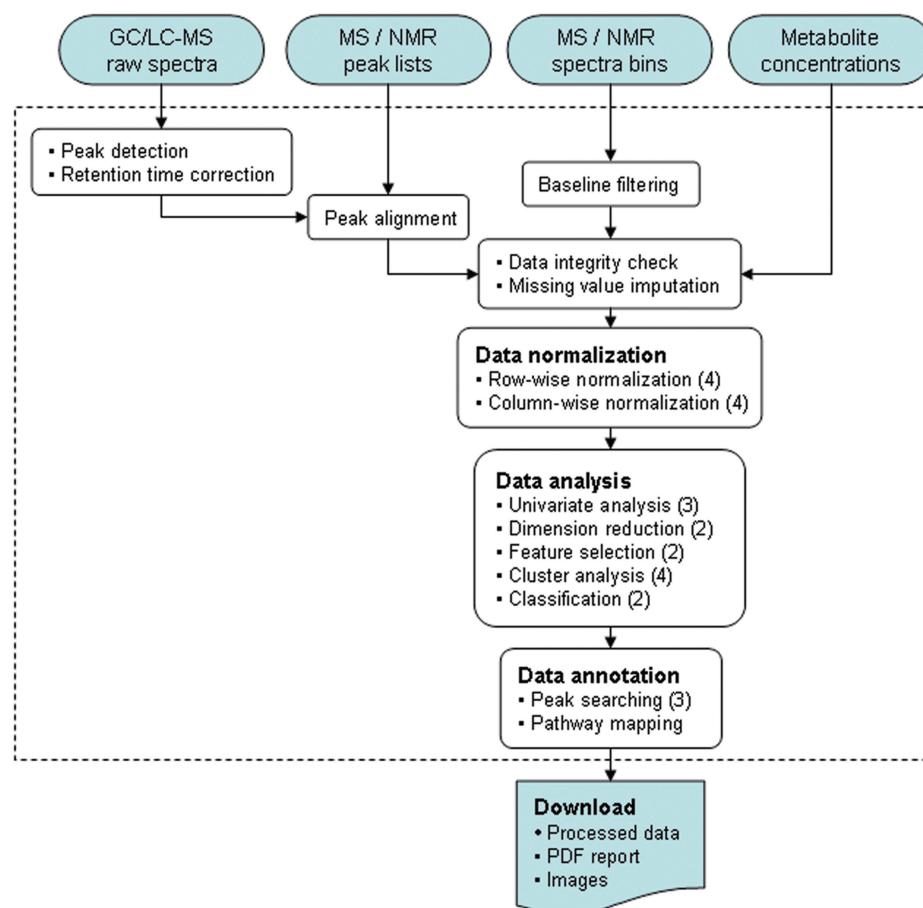 GC/LC-MS
raw spectra
MS / NMR
peak lists
MS / NMR
spectra bins
Metabolite
concentrations
▪ Peak detection
▪ Retention time correction
Peak alignment
Baseline filtering
▪ Data integrity check
▪ Missing value imputation
Data normalization
▪ Row-wise normalization (4)
▪ Column-wise normalization (4)
Data analysis
▪ Univariate analysis (3)
▪ Dimension reduction (2)
▪ Feature selection (2)
▪ Cluster analysis (4)
▪ Classification (2)
Data annotation
▪ Peak searching (3)
▪ Pathway mapping
Download
• Processed data
• PDF report
• Images